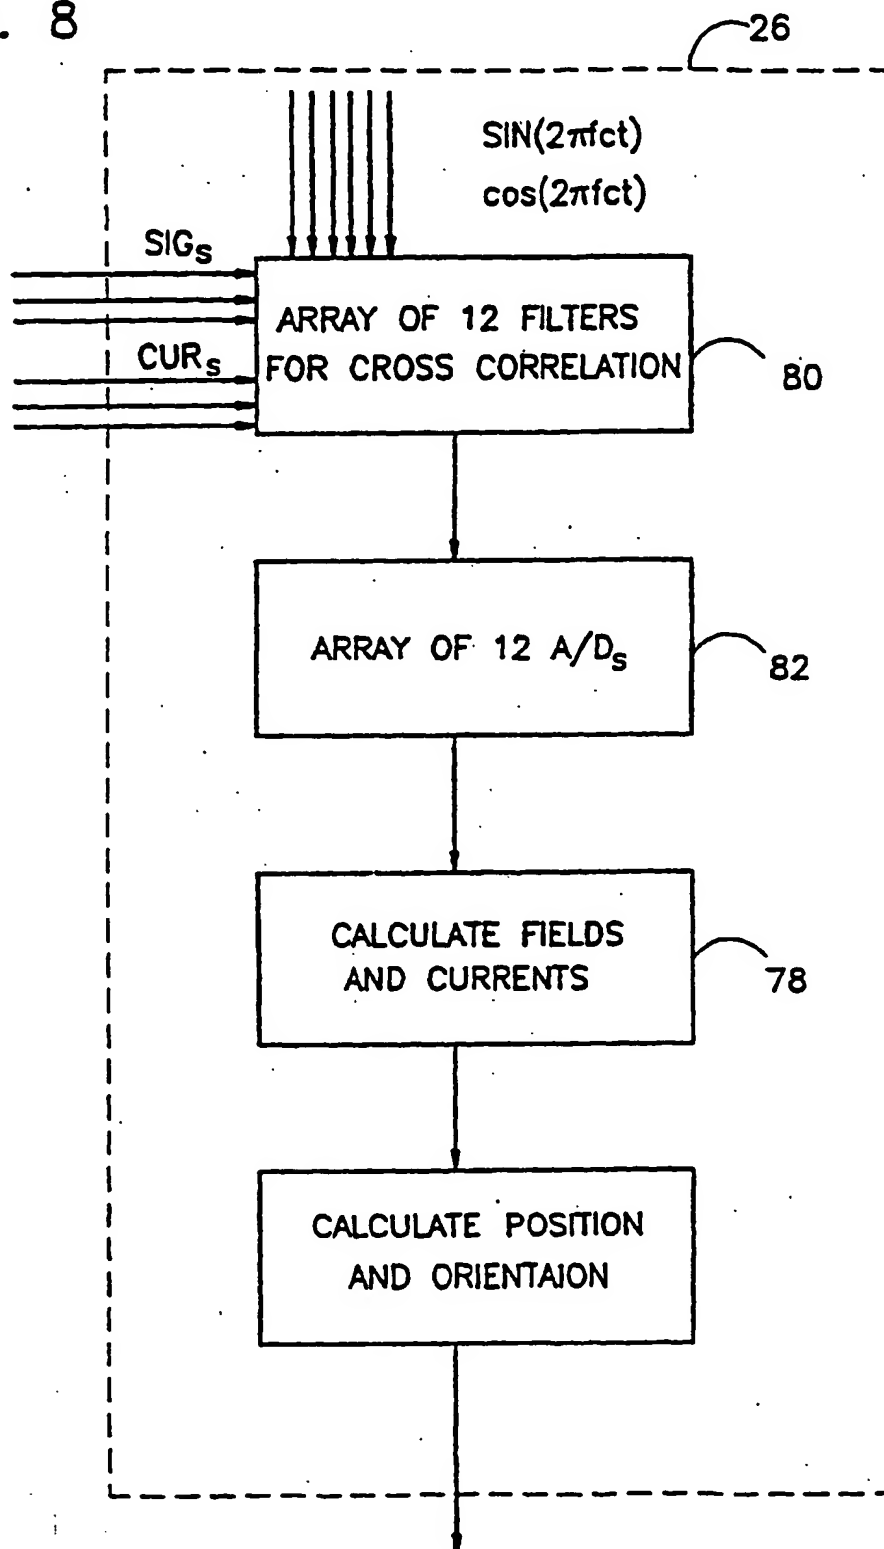 . 8
26
SIN(2πfct)
cos(2πfct)
SIGs
ARRAY OF 12 FILTERS
FOR CROSS CORRELATION
CURs
80
ARRAY OF 12 A/Ds
82
CALCULATE FIELDS
AND CURRENTS
78
CALCULATE POSITION
AND ORIENTAION